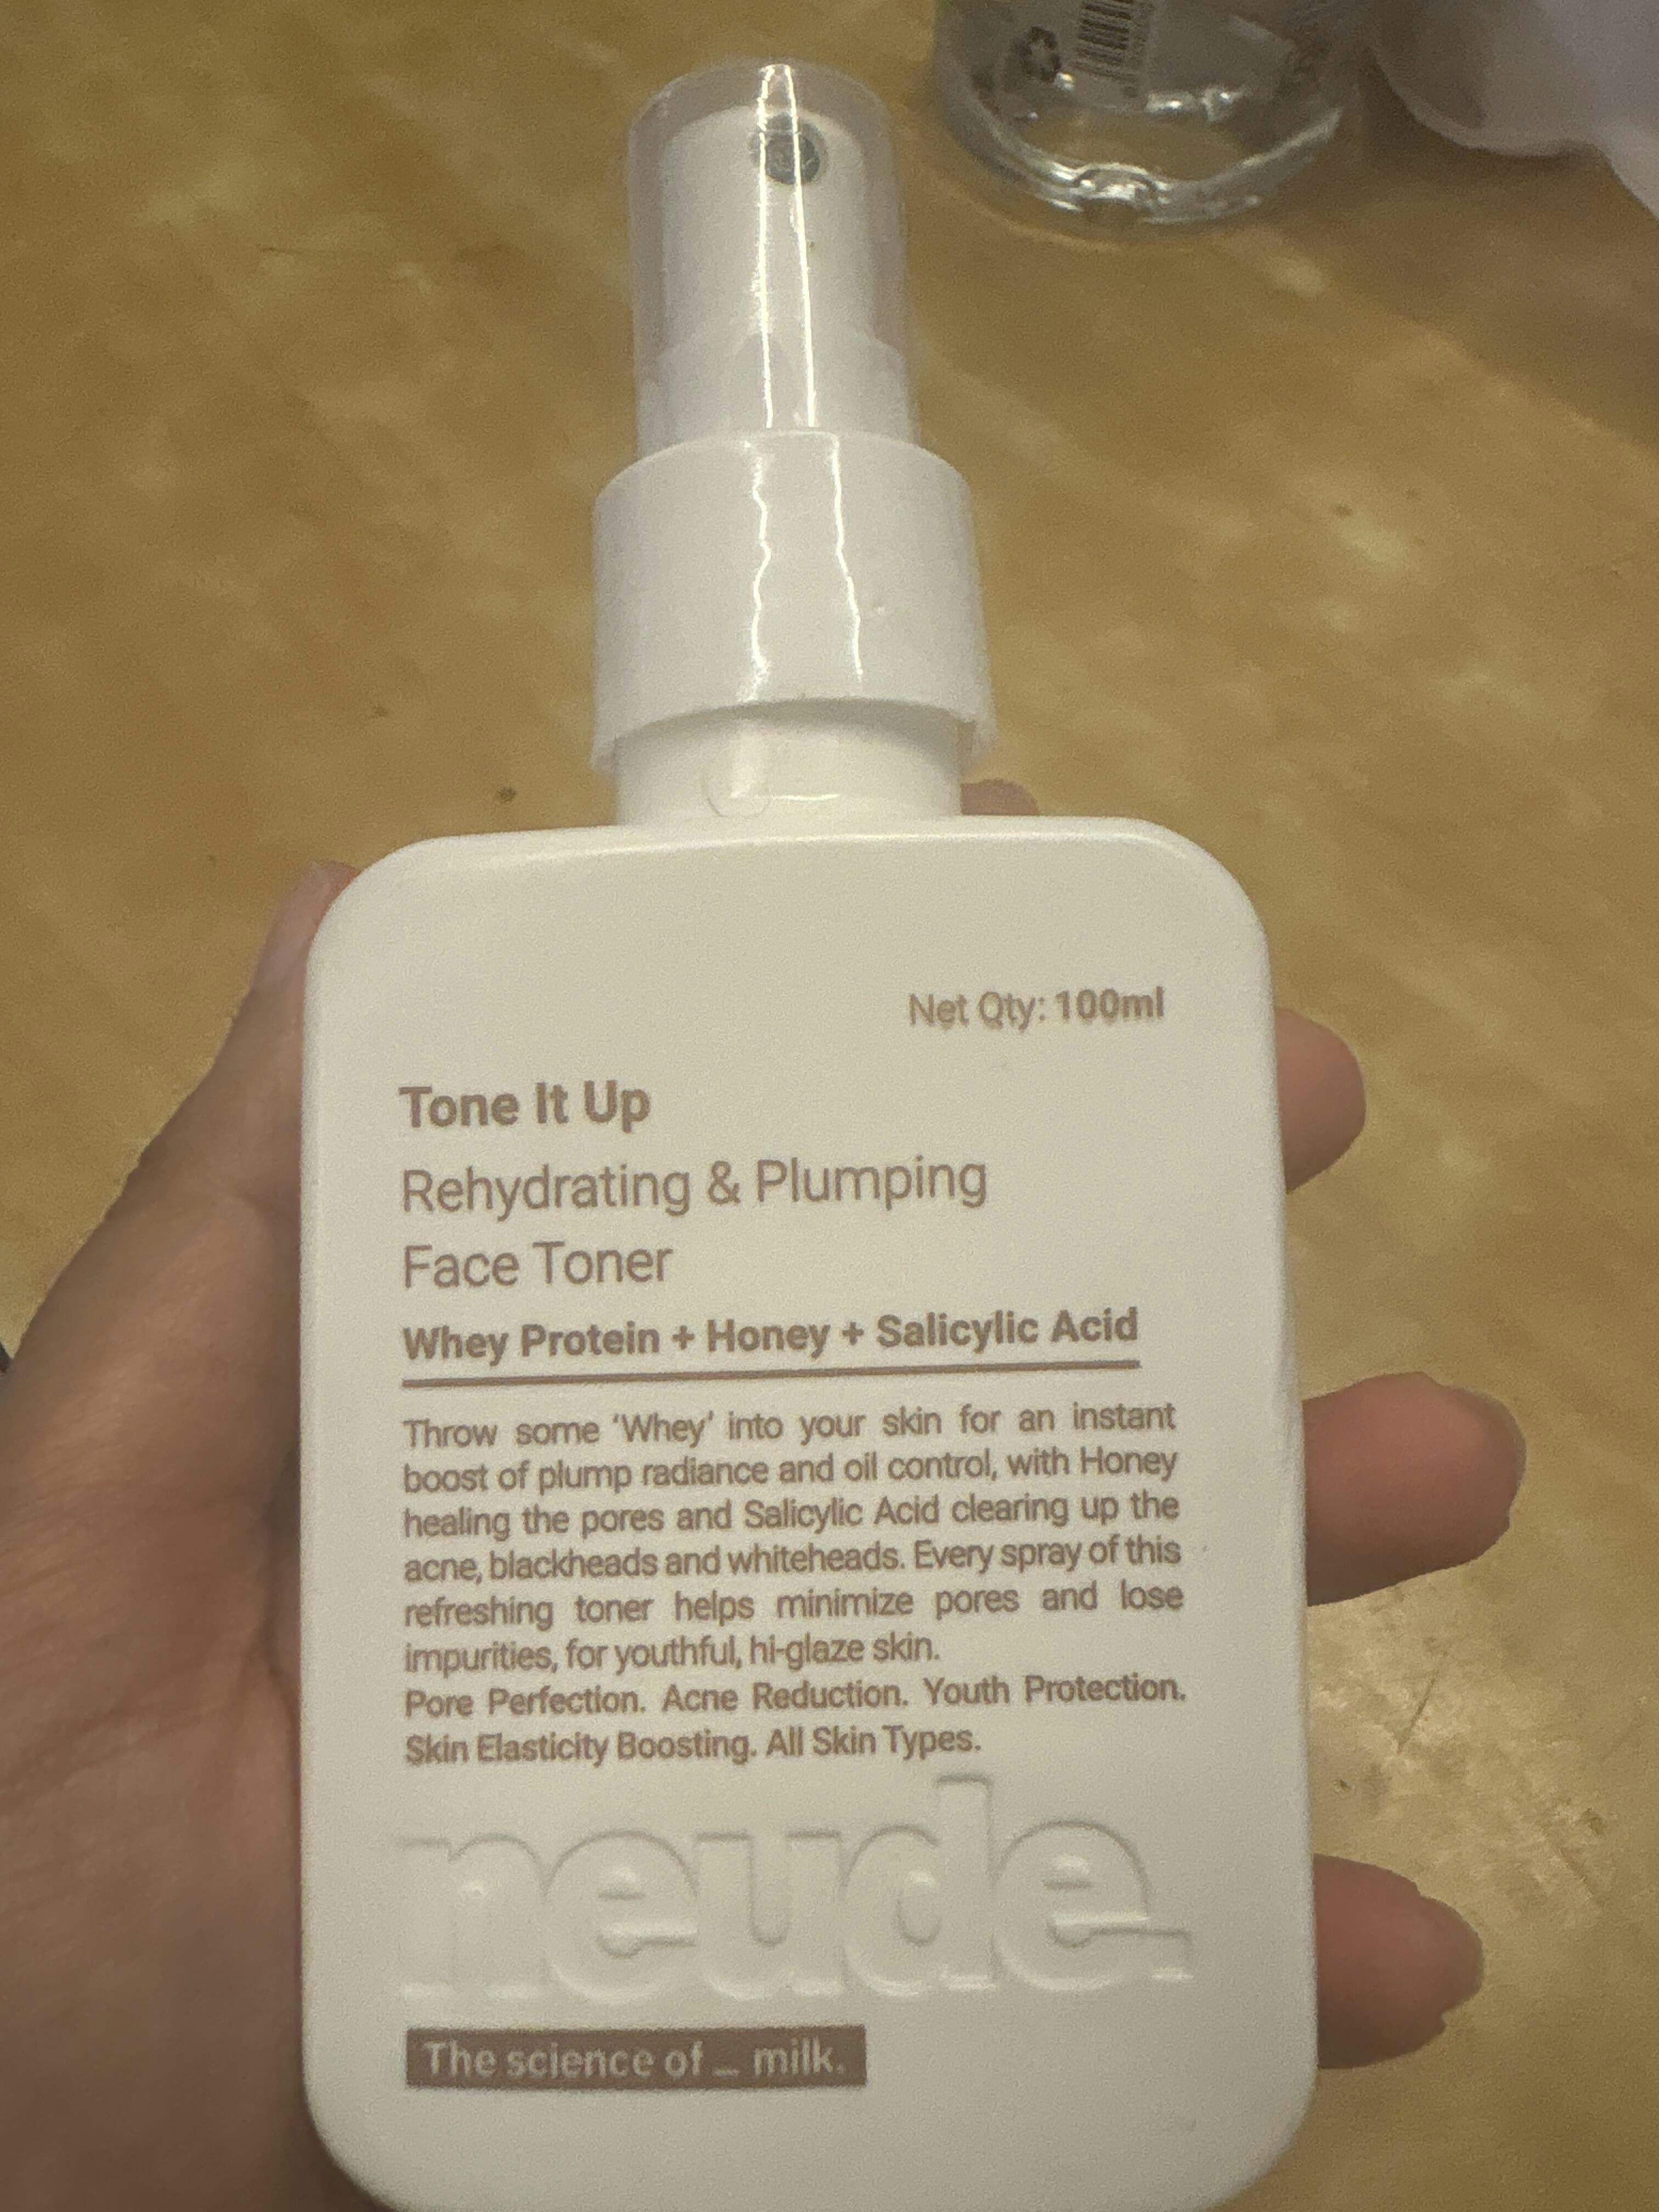 Net Qty: 100ml
Tone It Up
Rehydrating & Plumping
Face Toner
Whey Protein + Honey + Salicylic Acid
Throw some ‘Whey’ into your skin for an instant
boost of plump radiance and oil control, with Honey
healing the pores and Salicylic Acid clearing up the
acne, blackheads and whiteheads. Every spray of this
refreshing toner helps minimize pores and lose
impurities, for youthful, hi-glaze skin.
Pore Perfection. Acne Reduction. Youth Protection.
Skin Elasticity Boosting. All Skin Types.
neude.
The science of _ milk.